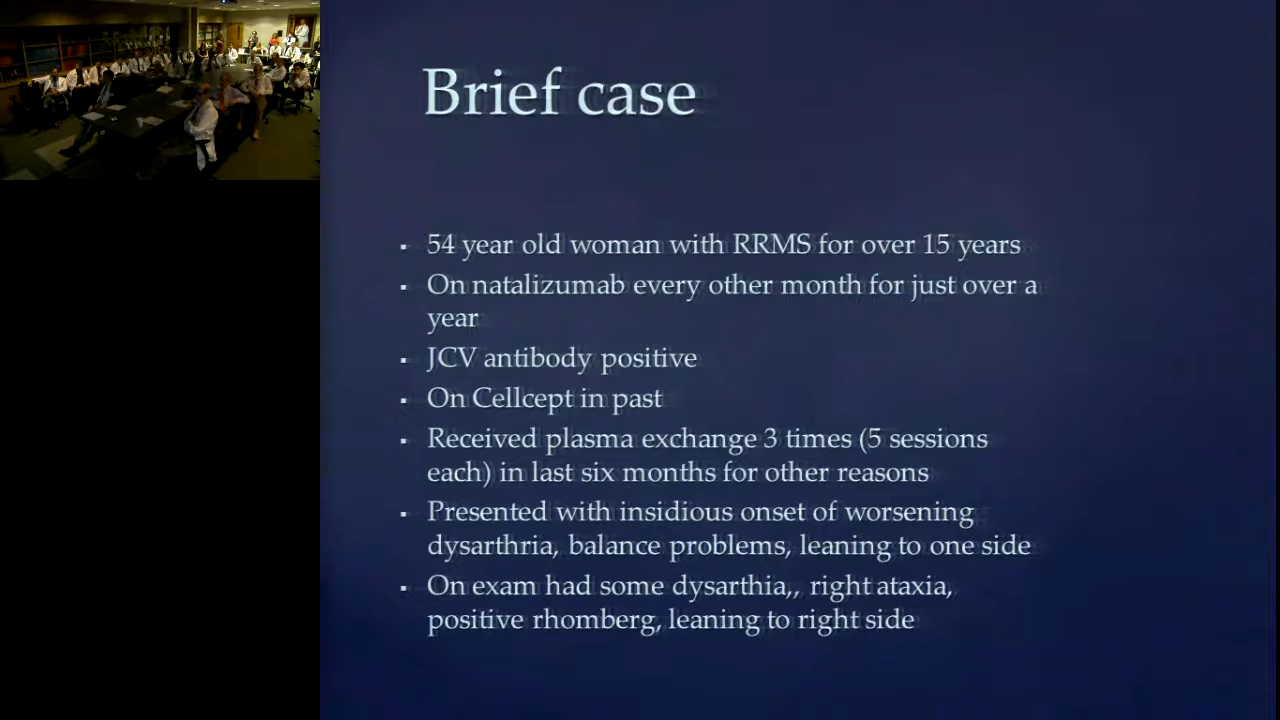 Brief case
▪ 54 year old woman with RRMS for over 15 years
▪ On natalizumab every other month for just over a
year
▪ JCV antibody positive
▪ On Cellcept in past
▪ Received plasma exchange 3 times (5 sessions
each) in last six months for other reasons
▪ Presented with insidious onset of worsening
dysarthria, balance problems, leaning to one side
▪ On exam had some dysarthia,, right ataxia,
positive rhomberg, leaning to right side